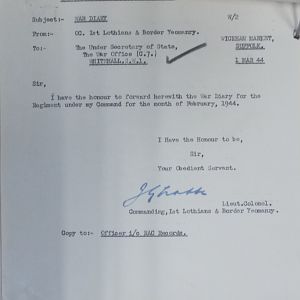 Subject:- WAR DIARY W/2
From:- OC. 1st Lothians & Border Yeomanry. WICKHAM MARKET,
To:- The Under Secretary of State, SUFFOLK.
The War Office (C.7.)
WHITEHALL, S.W.1. 1 MAR 44
Sir,
I have the honour to forward herewith the War Diary for the
Regiment under my Command for the month of February, 1944.
I Have the Honour to be,
Sir,
Your Obedient Servant.
Lieut.Colonel.
Commanding, 1st Lothians & Border Yeomanry.
Copy to:- Officer i/c RAC Records.